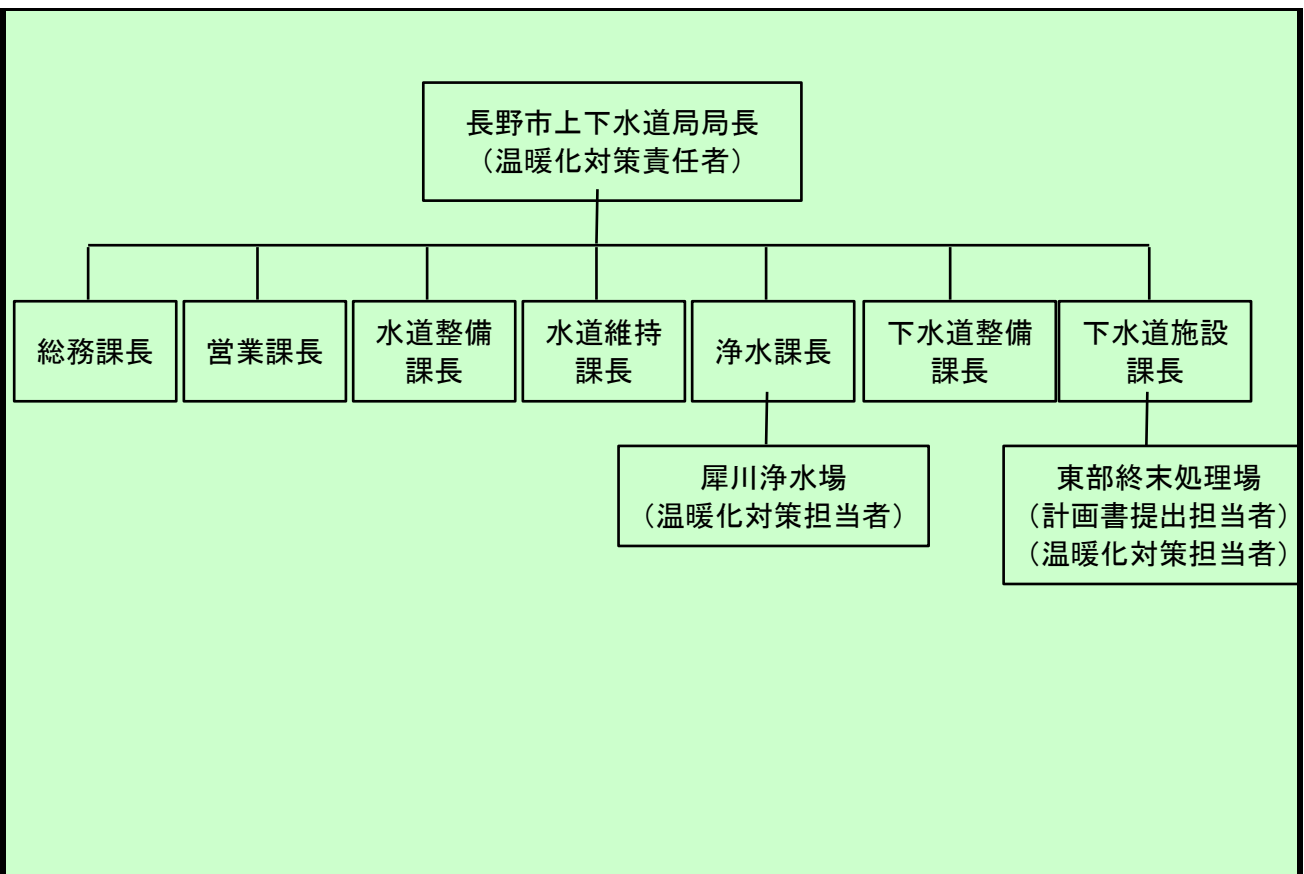 長野市上下水道局局長
（温暖化対策責任者）
総務課長
営業課長
水道整備
課長
水道維持
課長
浄水課長
下水道整備
課長
下水道施設
課長
犀川浄水場
（温暖化対策担当者）
東部終末処理場
（計画書提出担当者）
（温暖化対策担当者）